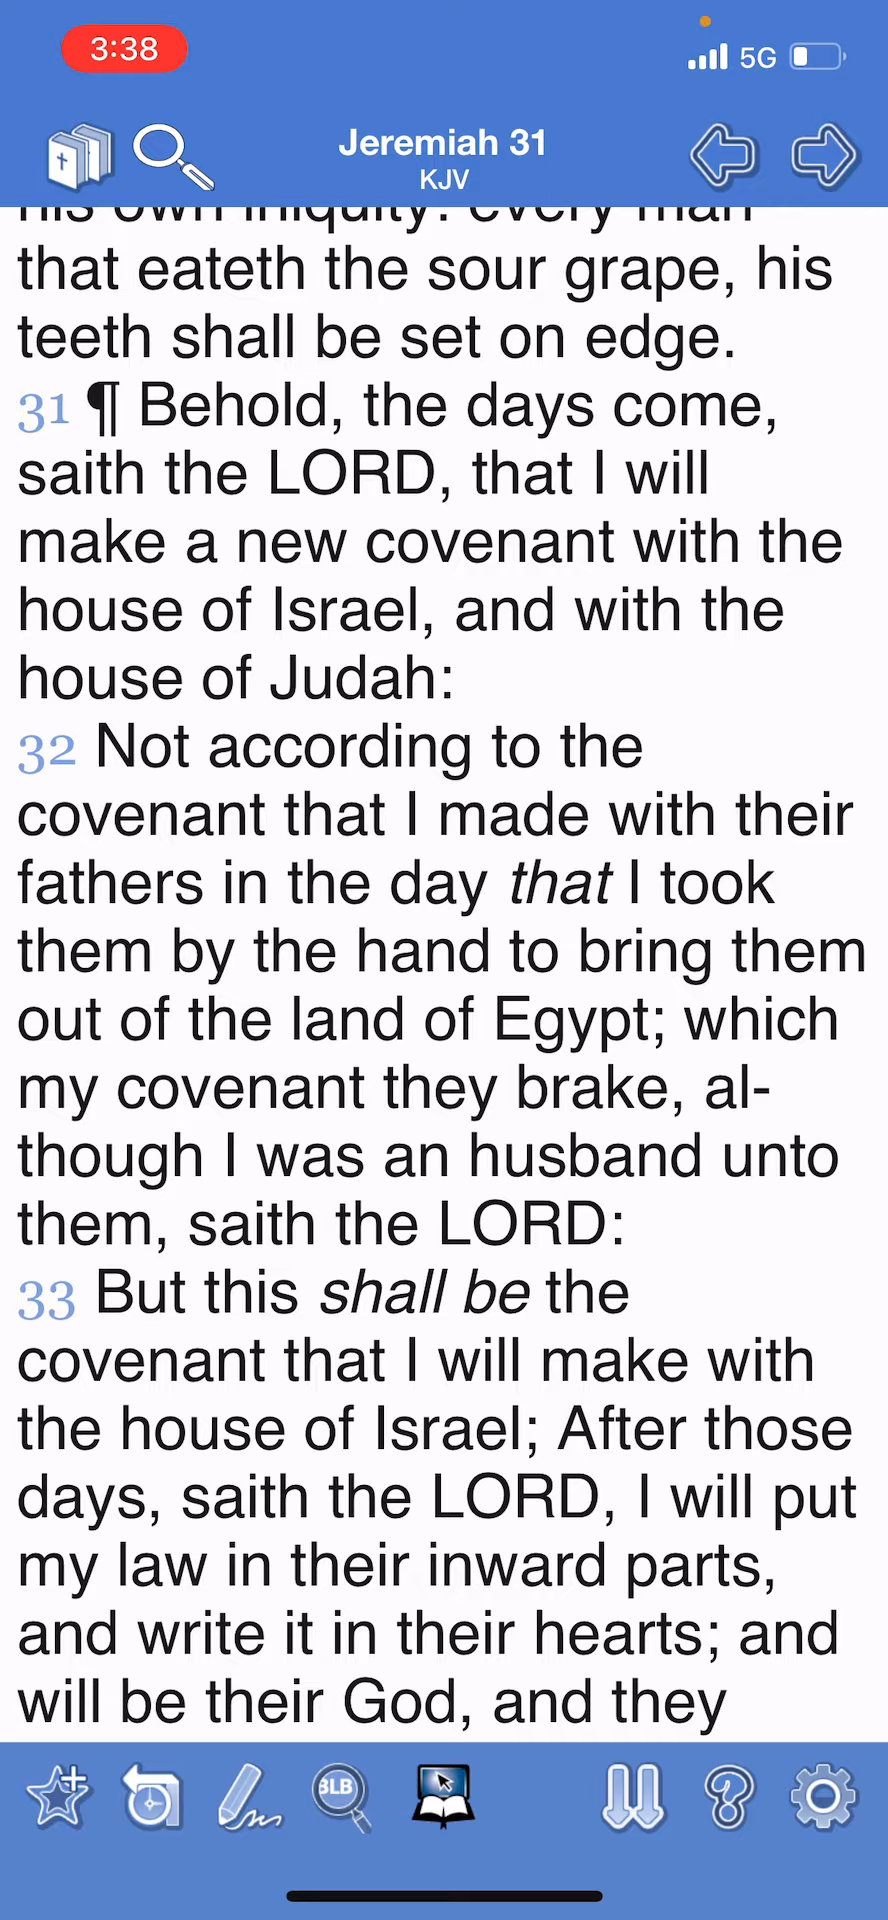 3:38
5G
Jeremiah 31
KJV
his own iniquity: every man
that eateth the sour grape, his
teeth shall be set on edge.
31 ¶ Behold, the days come,
saith the LORD, that I will
make a new covenant with the
house of Israel, and with the
house of Judah:
32 Not according to the
covenant that I made with their
fathers in the day that I took
them by the hand to bring them
out of the land of Egypt; which
my covenant they brake, al-
though I was an husband unto
them, saith the LORD:
33 But this shall be the
covenant that I will make with
the house of Israel; After those
days, saith the LORD, I will put
my law in their inward parts,
and write it in their hearts; and
will be their God, and they
BLB